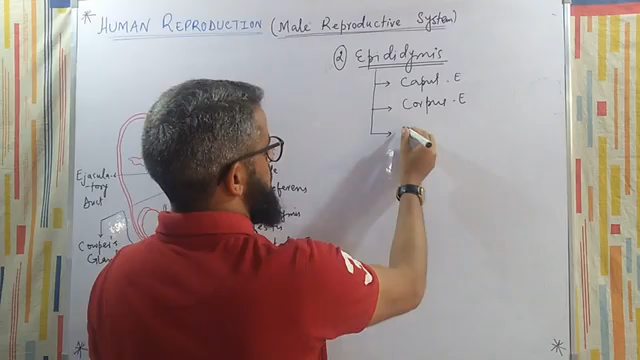 * HUMAN REPRODUCTION (Male Reproductive System)
② Epididymis
Caput. E
Corpus. E
Ejacula-
-tory
Duct
Cowper's
Gland